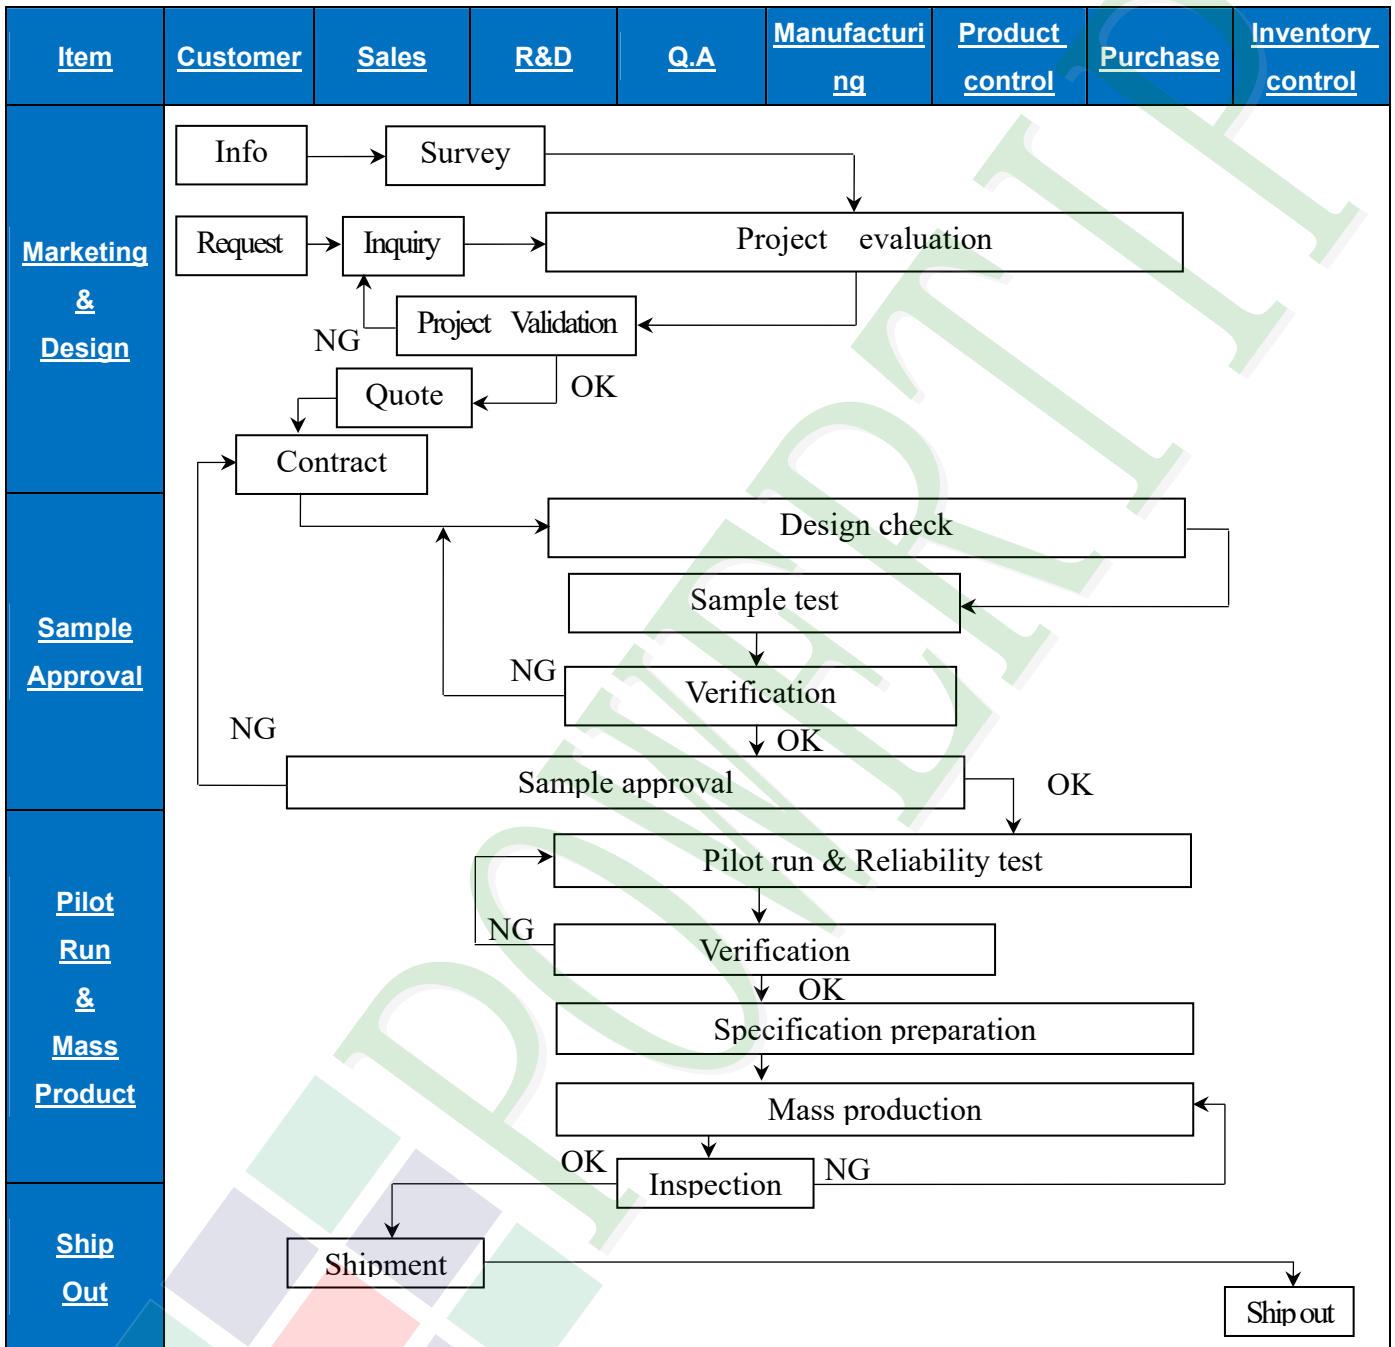 Item
Customer
Sales
R&D
Q.A
Manufacturi
ng
Product
control
Purchase
Inventory
control
Marketing
&
Design
Info
Survey
Request
Inquiry
Project evaluation
NG
Project Validation
Quote
OK
Contract
Sample
Approval
Design check
Sample test
NG
Verification
NG
OK
Sample approval
OK
Pilot
Run
&
Mass
Product
Pilot run & Reliability test
NG
Verification
OK
Specification preparation
Mass production
OK
Inspection
NG
Ship
Out
Shipment
Ship out
POWERTIP